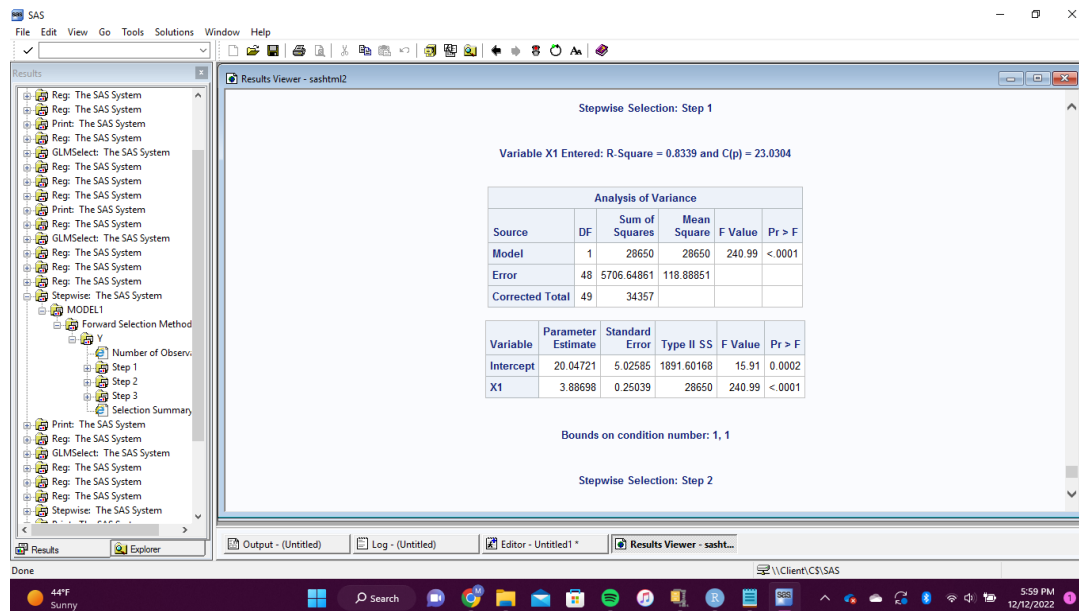 SAS
File Edit View Go Tools Solutions Window Help
Results
Results Viewer - sashtml2
Reg: The SAS System
Reg: The SAS System
Print: The SAS System
Reg: The SAS System
GLMSelect: The SAS System
Reg: The SAS System
Reg: The SAS System
Reg: The SAS System
Print: The SAS System
Reg: The SAS System
GLMSelect: The SAS System
Reg: The SAS System
Reg: The SAS System
Reg: The SAS System
Stepwise: The SAS System
MODEL1
Forward Selection Method
Y
Number of Observa
Step 1
Step 2
Step 3
Selection Summary
Print: The SAS System
Reg: The SAS System
GLMSelect: The SAS System
Reg: The SAS System
Reg: The SAS System
Reg: The SAS System
Stepwise: The SAS System
Stepwise Selection: Step 1
Variable X1 Entered: R-Square = 0.8339 and C(p) = 23.0304
Analysis of Variance
Source DF Sum of Squares Mean Square F Value Pr > F
Model 1 28650 28650 240.99 <.0001
Error 48 5706.64861 118.88851
Corrected Total 49 34357
Variable Parameter Estimate Standard Error Type II SS F Value Pr > F
Intercept 20.04721 5.02585 1891.60168 15.91 0.0002
X1 3.88698 0.25039 28650 240.99 <.0001
Bounds on condition number: 1, 1
Stepwise Selection: Step 2
Results Explorer
Output - (Untitled) Log - (Untitled) Editor - Untitled1 * Results Viewer - sasht...
Done \\Client\C$\SAS
44°F
Sunny
Search
5:59 PM
12/12/2022
1